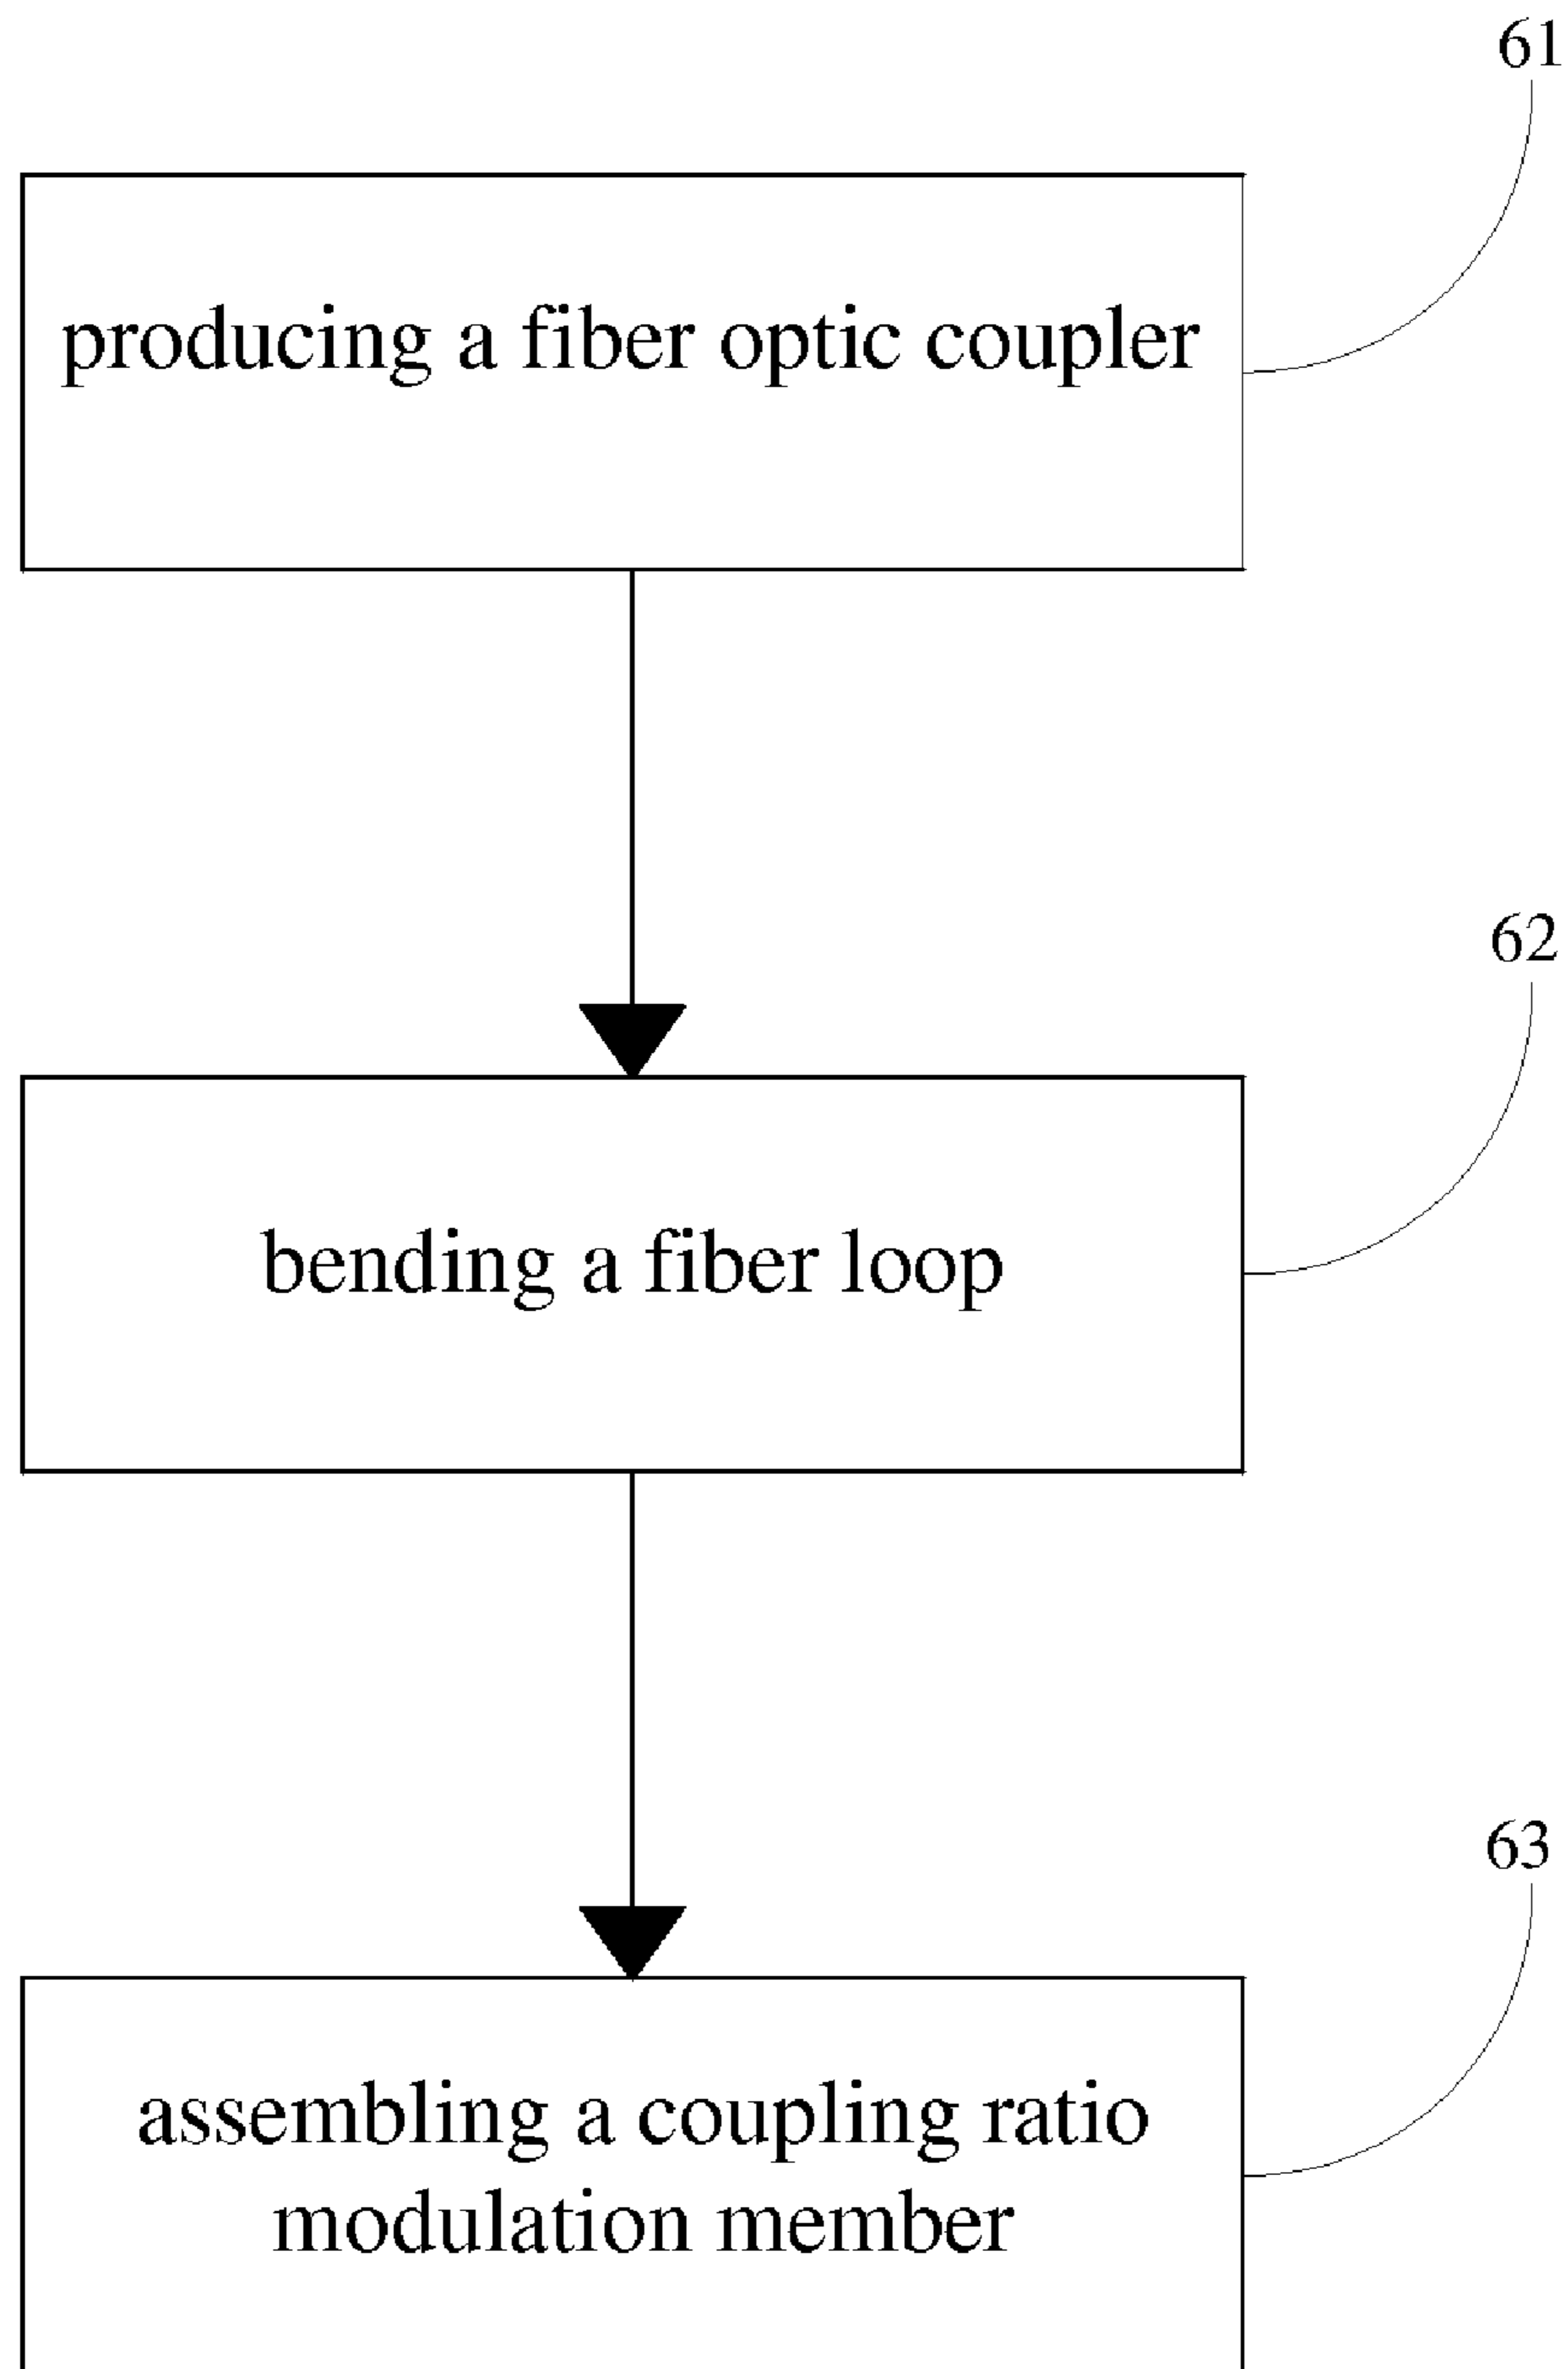 61
producing a fiber optic coupler
62
bending a fiber loop
63
assembling a coupling ratio
modulation member